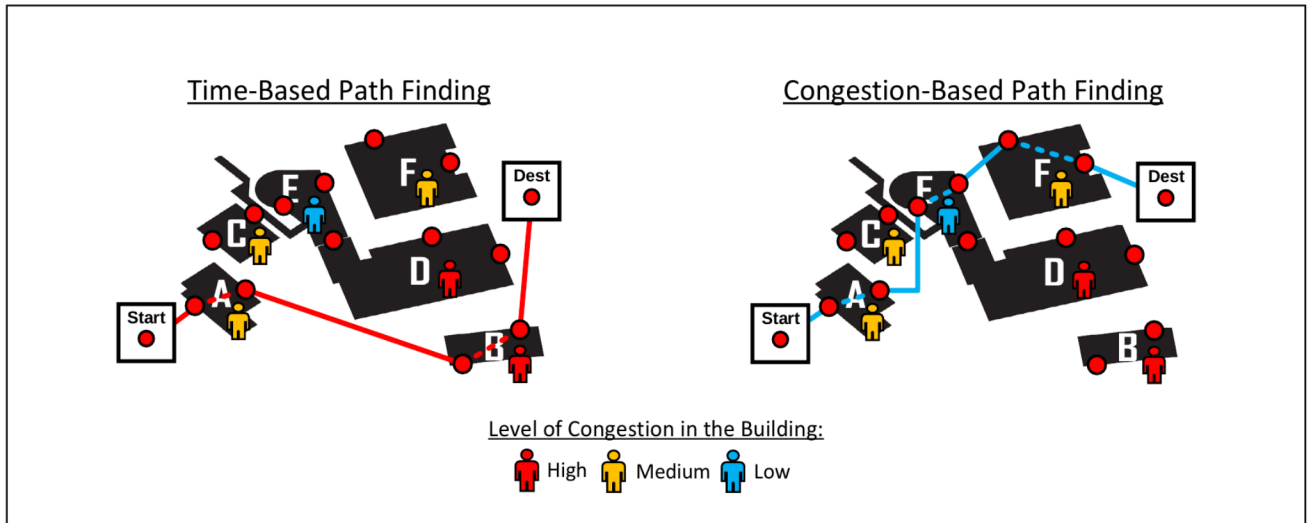 Time-Based Path Finding
F
E
C
D
A
B
Start
Dest
Congestion-Based Path Finding
F
E
C
D
A
B
Start
Dest
Level of Congestion in the Building:
High Medium Low